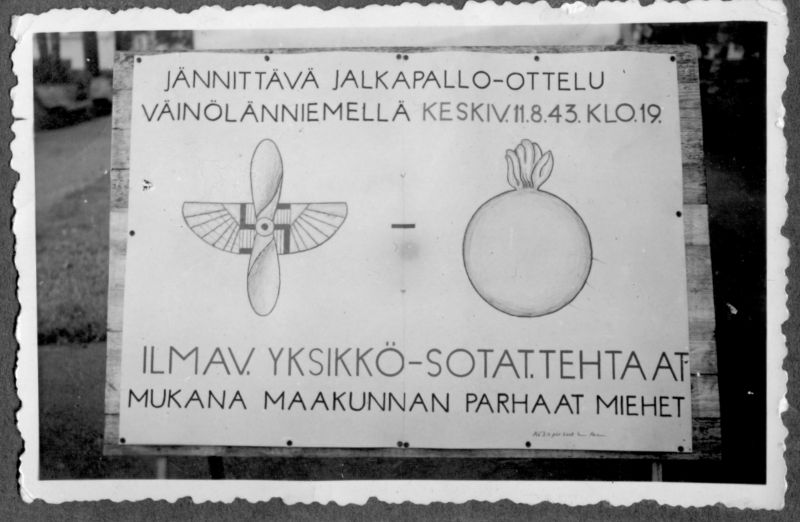 JÄNNITTÄVÄ JALKAPALLO-OTTELU
VÄINÖLÄNNIEMELLÄ KESKIV. 11.8.43. KLO.19.
–
ILMAV. YKSIKKÖ-SOTAT.TEHTAAT
MUKANA MAAKUNNAN PARHAAT MIEHET